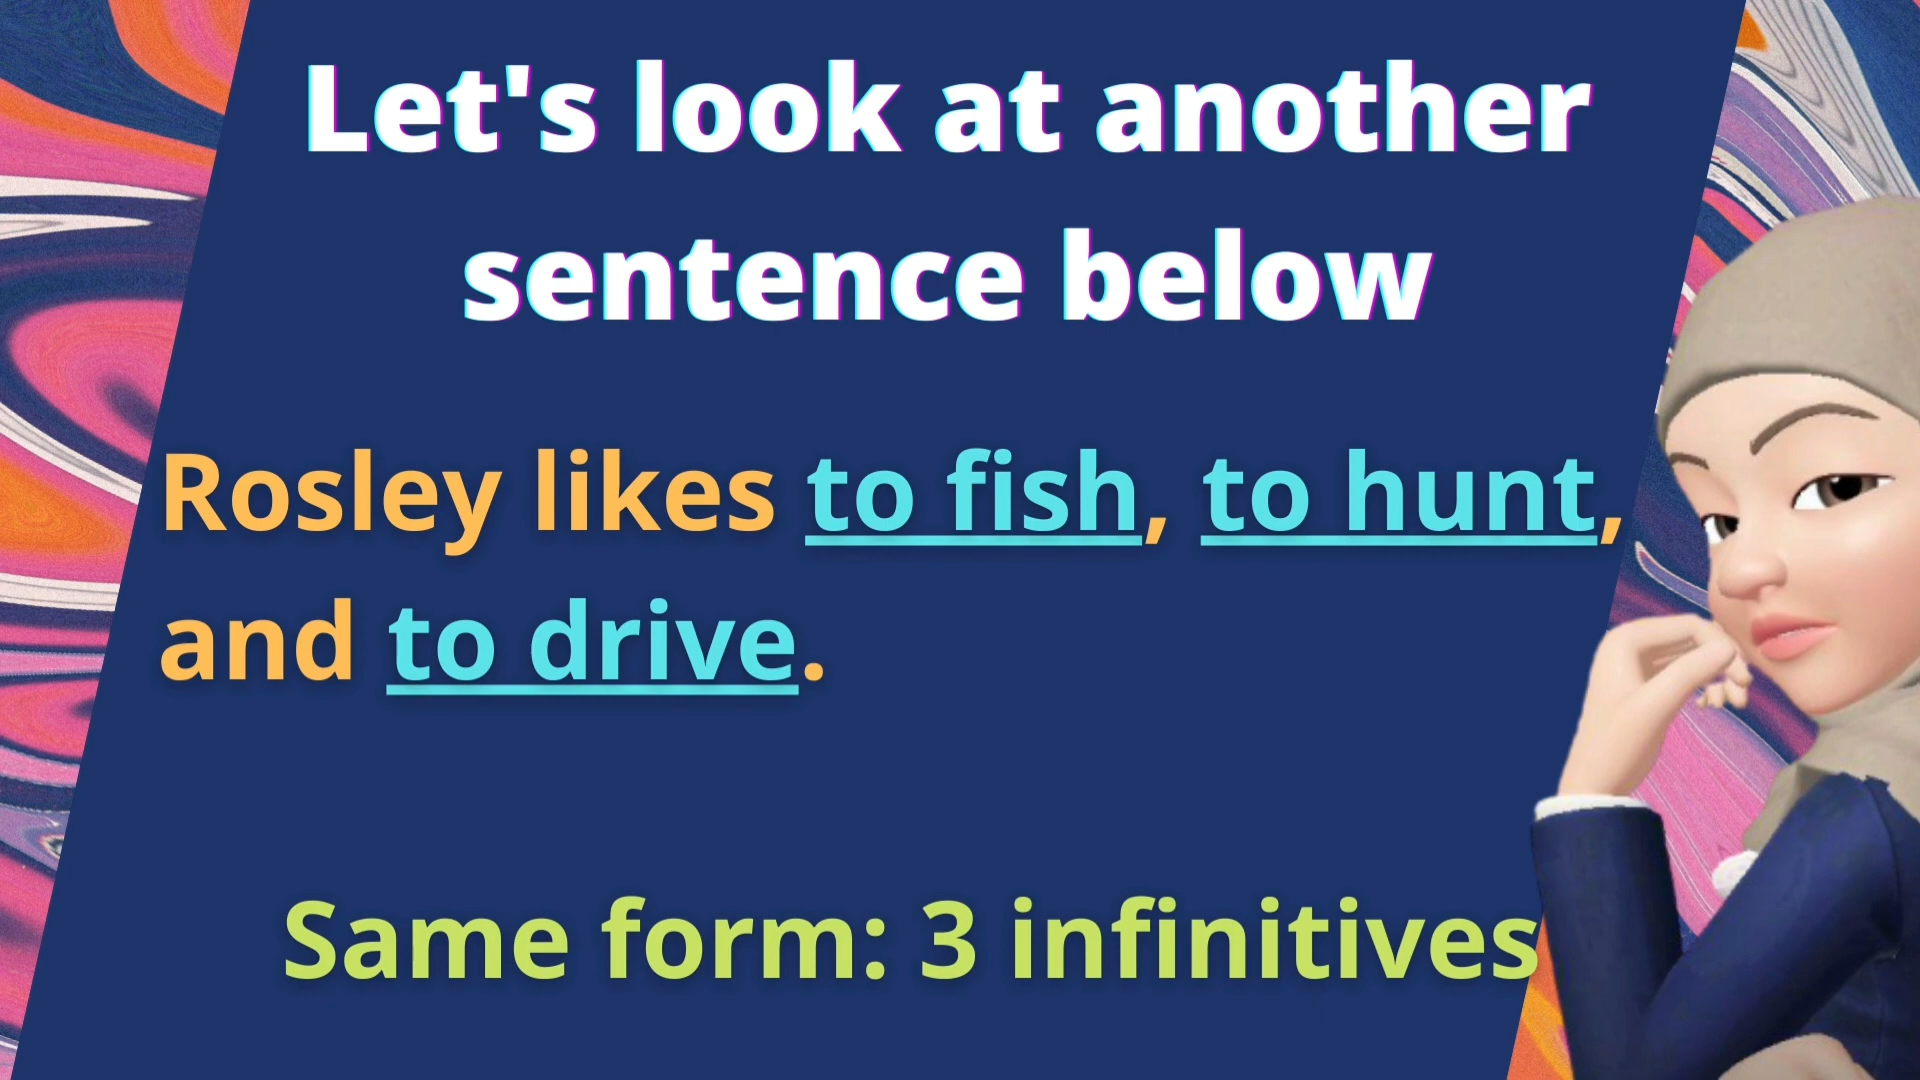 Let's look at another
sentence below
Rosley likes to fish, to hunt,
and to drive.
Same form: 3 infinitives